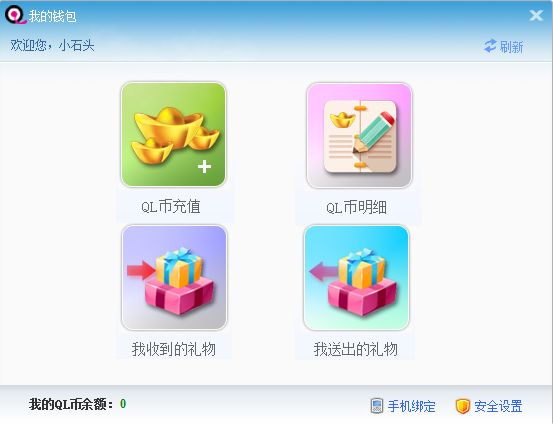 我的钱包
欢迎您，小石头
刷新
QL币充值
QL币明细
我收到的礼物
我送出的礼物
我的QL币余额：0
手机绑定
安全设置